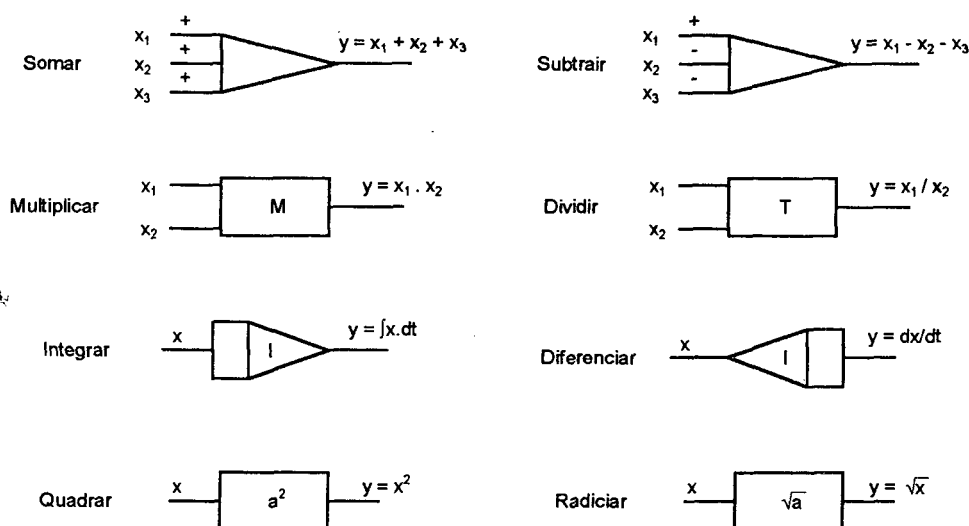 Somar
x₁ +
x₂ +
x₃ +
y = x₁ + x₂ + x₃
Subtrair
x₁ +
x₂ -
x₃ -
y = x₁ - x₂ - x₃
Multiplicar
x₁
x₂
M
y = x₁ . x₂
Dividir
x₁
x₂
T
y = x₁ / x₂
Integrar
x
I
y = ∫x.dt
Diferenciar
x
I
y = dx/dt
Quadrar
x
a²
y = x²
Radiciar
x
√a
y = √x